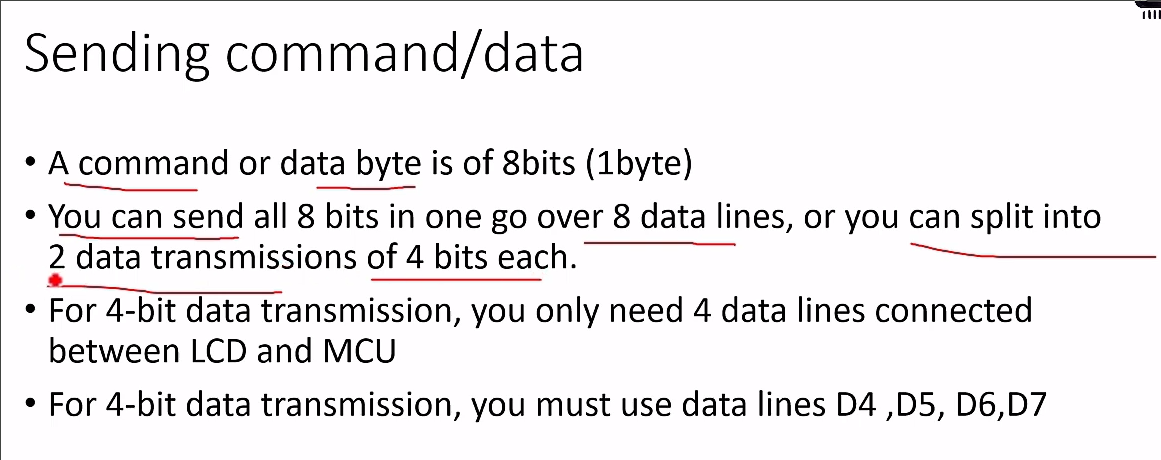 Sending command/data
• A command or data byte is of 8bits (1byte)
• You can send all 8 bits in one go over 8 data lines, or you can split into
2 data transmissions of 4 bits each.
• For 4-bit data transmission, you only need 4 data lines connected
between LCD and MCU
• For 4-bit data transmission, you must use data lines D4 ,D5, D6,D7